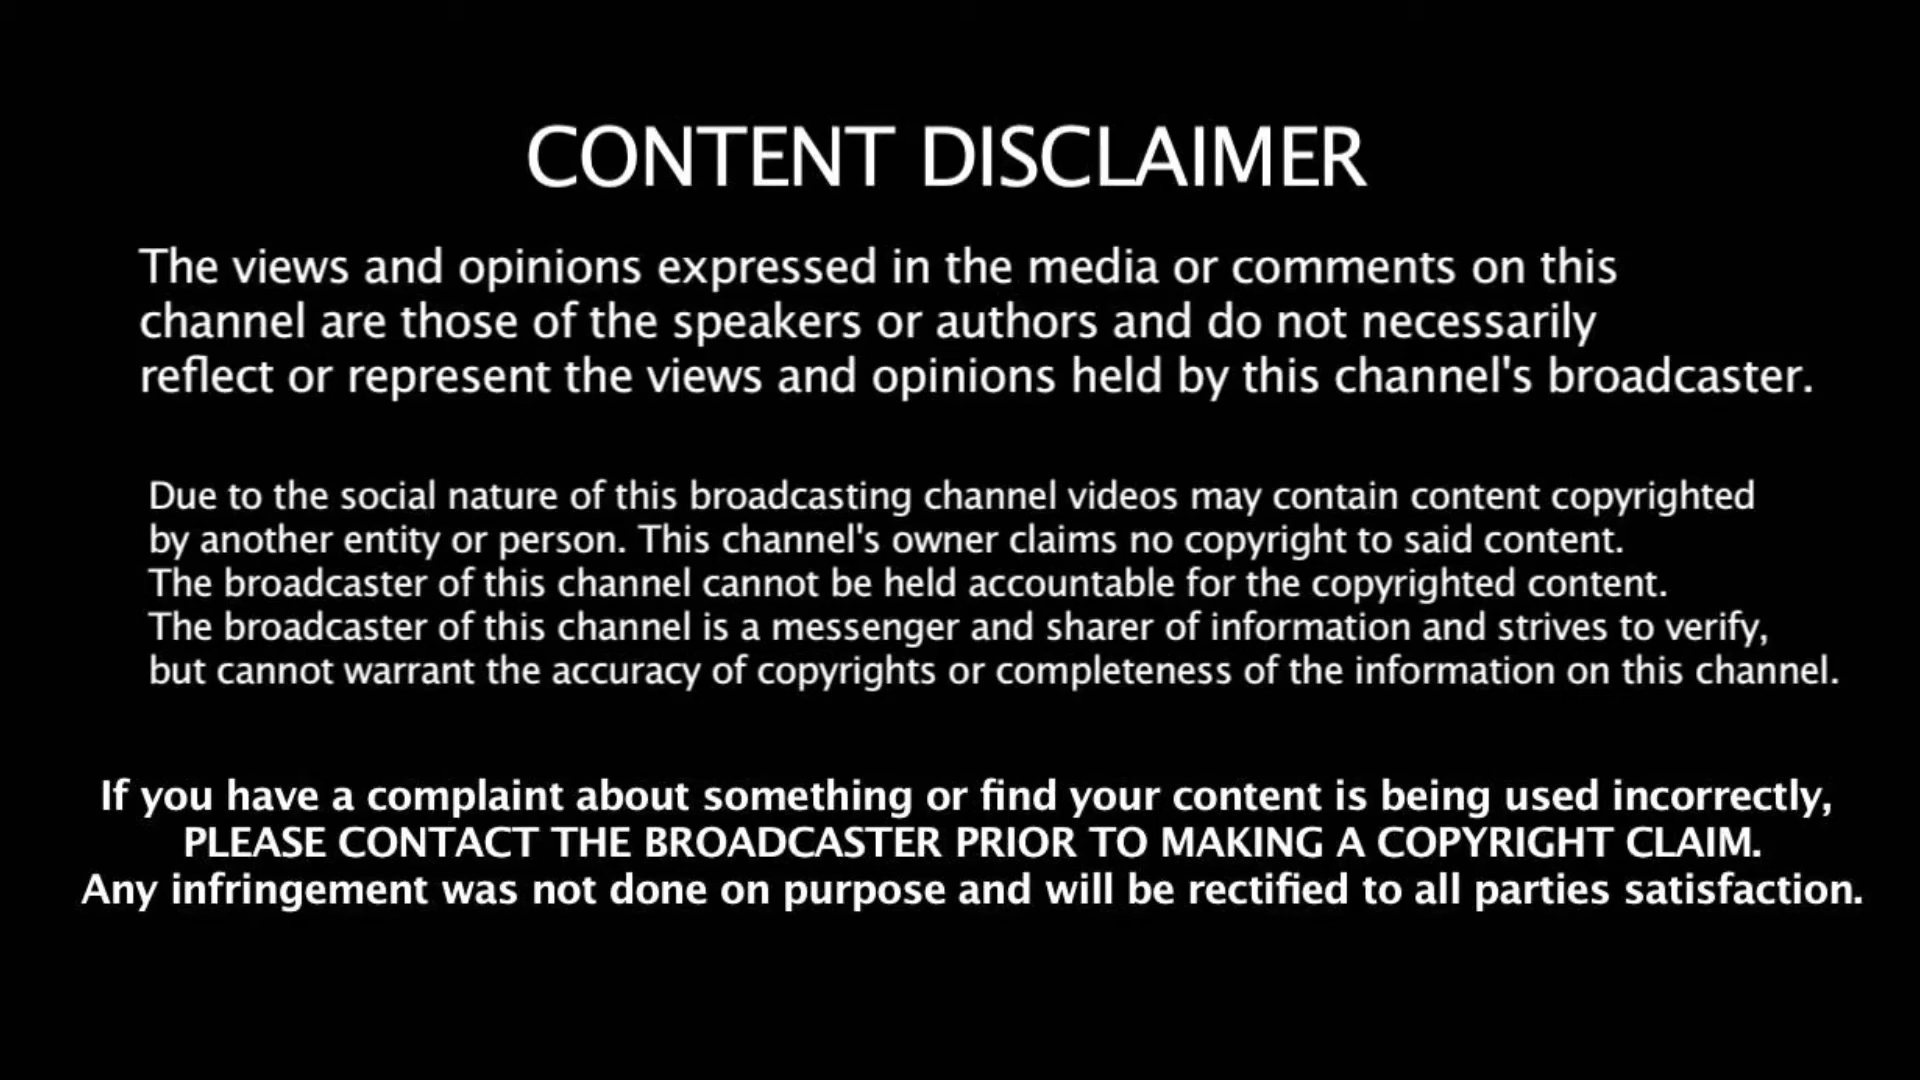 CONTENT DISCLAIMER
The views and opinions expressed in the media or comments on this
channel are those of the speakers or authors and do not necessarily
reflect or represent the views and opinions held by this channel's broadcaster.
Due to the social nature of this broadcasting channel videos may contain content copyrighted
by another entity or person. This channel's owner claims no copyright to said content.
The broadcaster of this channel cannot be held accountable for the copyrighted content.
The broadcaster of this channel is a messenger and sharer of information and strives to verify,
but cannot warrant the accuracy of copyrights or completeness of the information on this channel.
If you have a complaint about something or find your content is being used incorrectly,
PLEASE CONTACT THE BROADCASTER PRIOR TO MAKING A COPYRIGHT CLAIM.
Any infringement was not done on purpose and will be rectified to all parties satisfaction.